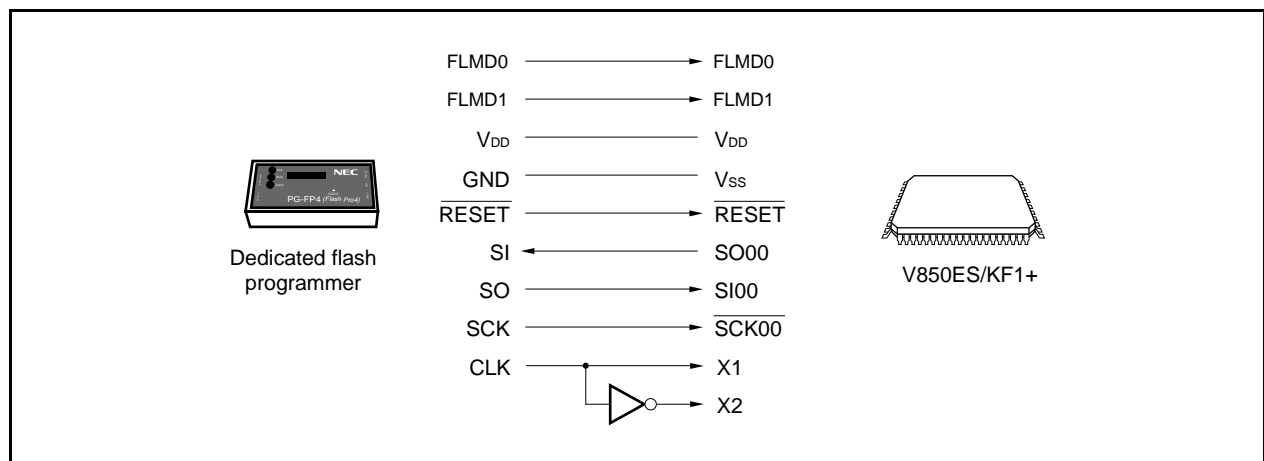 FLMD0 FLMD0
FLMD1 FLMD1
VDD VDD
GND VSS
RESET RESET
SI SO00
SO SI00
SCK SCK00
CLK X1
X2
NEC
PG-FP4 (Flash Pro4)
Dedicated flash
programmer
V850ES/KF1+